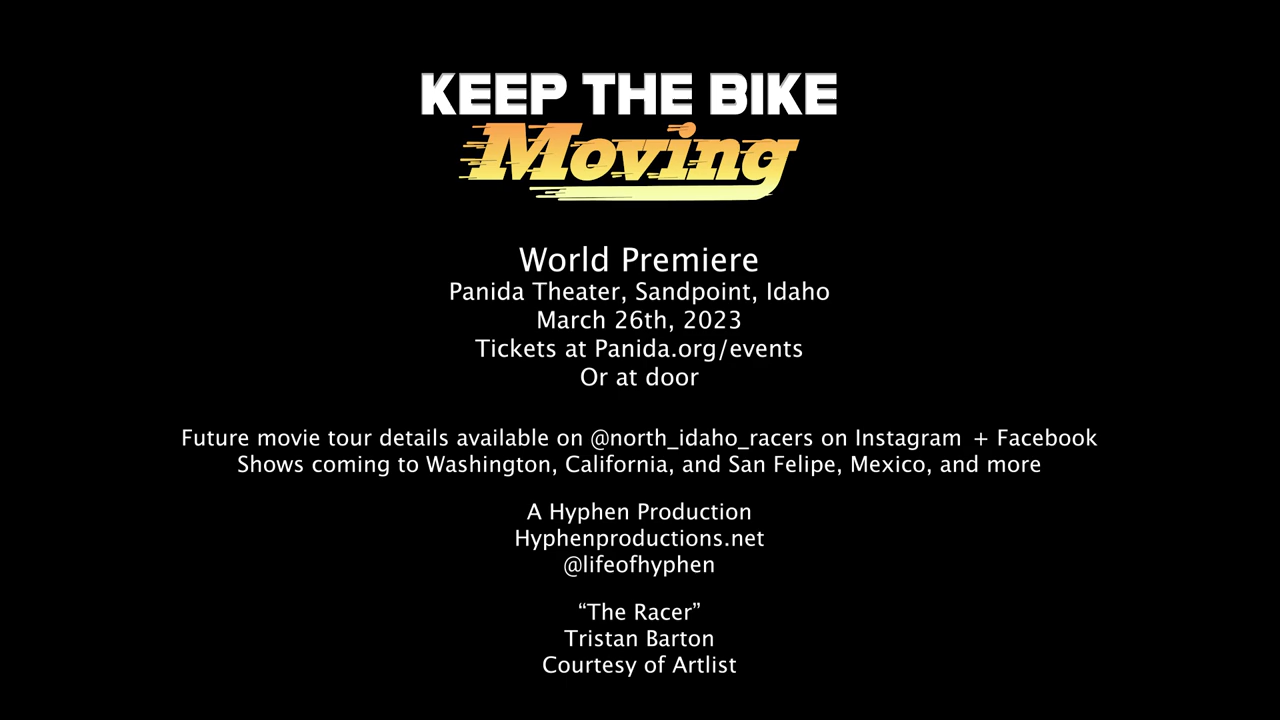 KEEP THE BIKE
Moving
World Premiere
Panida Theater, Sandpoint, Idaho
March 26th, 2023
Tickets at Panida.org/events
Or at door
Future movie tour details available on @north_idaho_racers on Instagram + Facebook
Shows coming to Washington, California, and San Felipe, Mexico, and more
A Hyphen Production
Hyphenproductions.net
@lifeofhyphen
“The Racer”
Tristan Barton
Courtesy of Artlist